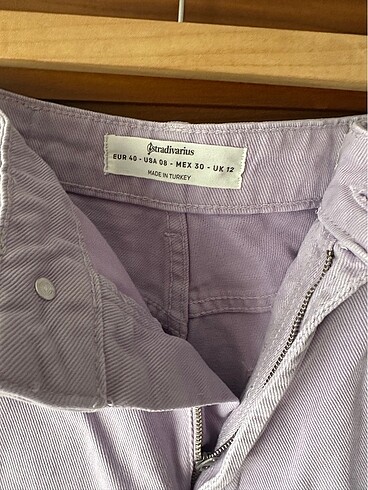 stradivarius
EUR 40 - USA 08 - MEX 30 - UK 12
MADE IN TURKEY